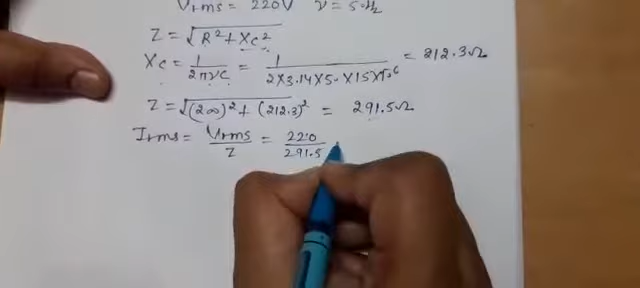 Vrms = 220V ν = 50Hz
Z = √R² + Xc²
Xc = 1/2πνC = 1/2×3.14×50×15×10⁻⁶ = 212.3Ω
Z = √(200)² + (212.3)² = 291.5Ω
Irms = Vrms/Z = 220/291.5